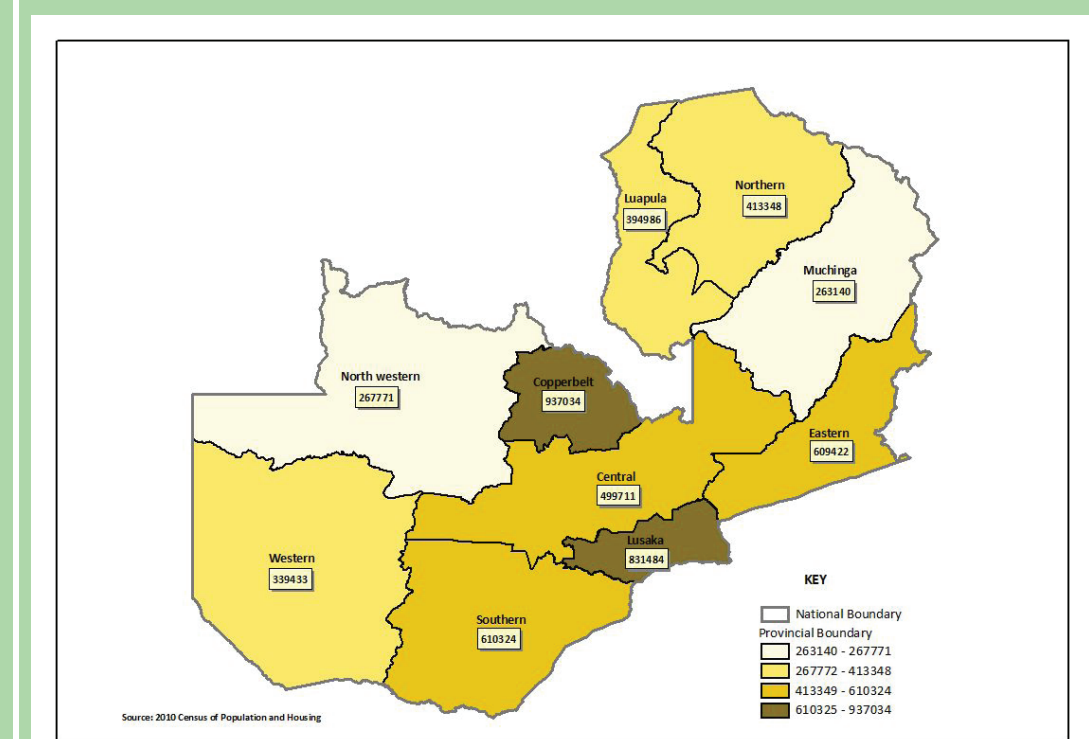 Luapula
394986
Northern
413348
Muchinga
263140
North western
267771
Copperbelt
937034
Eastern
609422
Central
499711
Lusaka
831484
Western
339433
Southern
610324
KEY
National Boundary
Provincial Boundary
263140 - 267771
267772 - 413348
413349 - 610324
610325 - 937034
Source: 2010 Census of Population and Housing